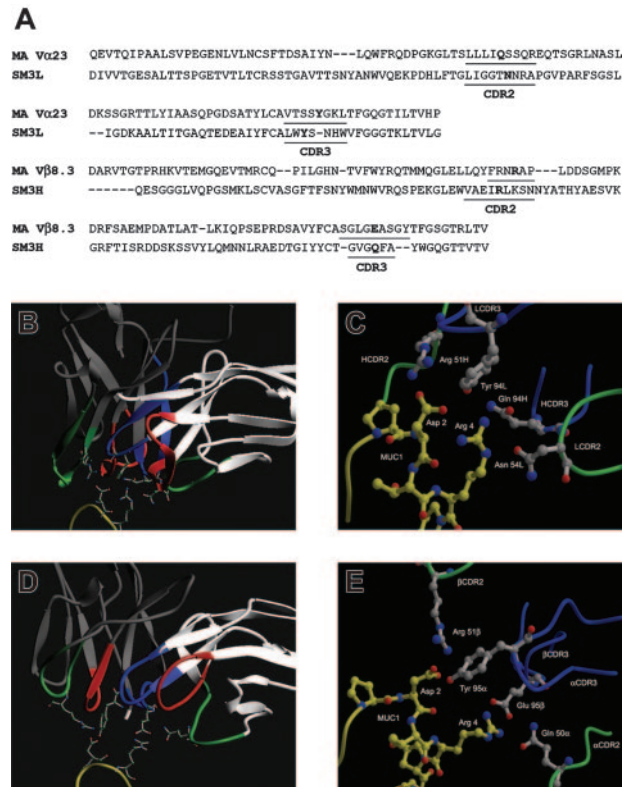 A
MA Vα23 QEVTQIPAALSVPEGENLVLNCSFTDSAIYN---LQWFRQDPGKGLTSLLLIQSSQREQTSGRLNASL
SM3L DIVVTGESALTTSPGETVTLTCRSSTGAVTTSNYANWVQEKPDHLFTGLIGGTNNRAPGVPARFSGSL
CDR2
MA Vα23 DKSSGRTTLYIAASQPGDSATYLCAVTSSYGKLTFGQGTILTVHP
SM3L --IGDKAALTITGAQTEDEAIYFCALWYS-NHWVFGGGTKLTVLG
CDR3
MA Vβ8.3 DARVTGTPRHKVTEMGQEVTMRCQ--PILGHN-TVFWYRQTMMQGLELLQYFRNRAP---LDDSGMPK
SM3H ------QESGGGLVQPGSMKLSCVASGFTFSNYWMNWVRQSPEKGLEWVAEIRLKSNNYATHYAESVK
CDR2
MA Vβ8.3 DRFSAEMPDATLAT-LKIQPSEPRDSAVYFCASGLGEASGYTFGSGTRLTV
SM3H GRFTISRDDSKSSVYLQMNNLRAEDTGIYYCT-GVGQFA--YWGQGTTVTV
CDR3
B
C
LCDR3
HCDR2
Arg 51H
Tyr 94L
Gln 94H
HCDR3
Asp 2
LCDR2
Arg 4
MUC1
Asn 54L
D
E
βCDR2
Arg 51β
βCDR3
Asp 2
αCDR3
Tyr 95α
MUC1
Glu 95β
Arg 4
Gln 50α
αCDR2